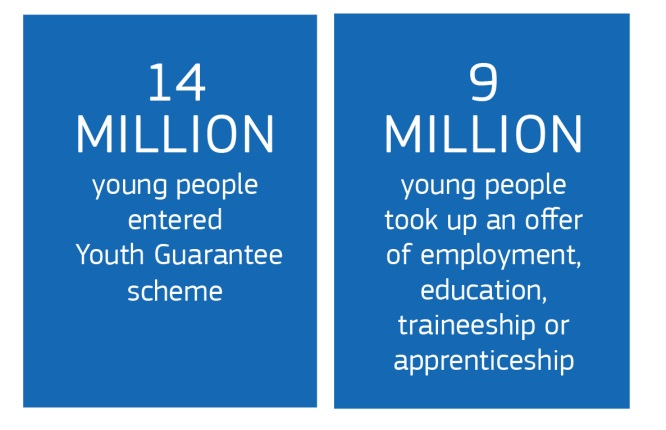 14
MILLION
young people
entered
Youth Guarantee
scheme
9
MILLION
young people
took up an offer
of employment,
education,
traineeship or
apprenticeship